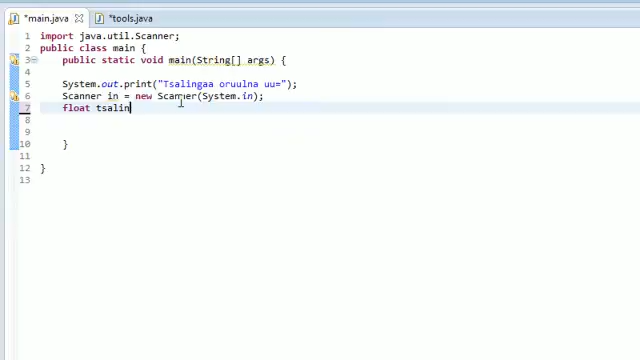 *main.java
*tools.java
1 import java.util.Scanner;
2 public class main {
3 public static void main(String[] args) {
4
5 System.out.print("Tsalingaa oruulna uu=");
6 Scanner in = new Scanner(System.in);
7 float tsalin
8
9
10 }
11
12 }
13